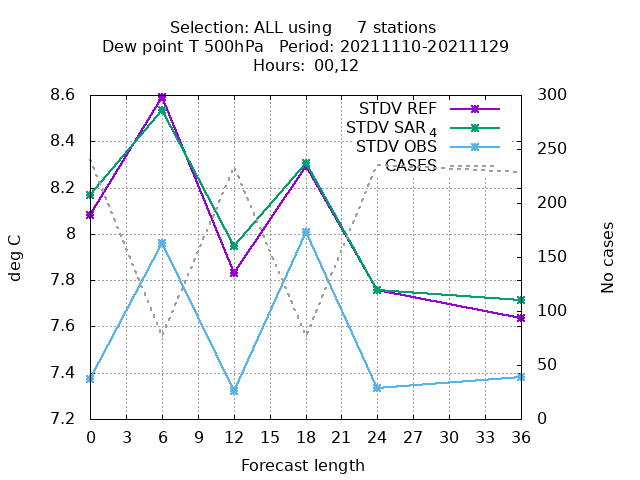 Selection: ALL using 7 stations
Dew point T 500hPa Period: 20211110-20211129
Hours: 00,12
STDV REF
STDV SAR 4
STDV OBS
CASES
8.6
8.4
8.2
8
7.8
7.6
7.4
7.2
300
250
200
150
100
50
0
deg C
No cases
0 3 6 9 12 15 18 21 24 27 30 33 36
Forecast length